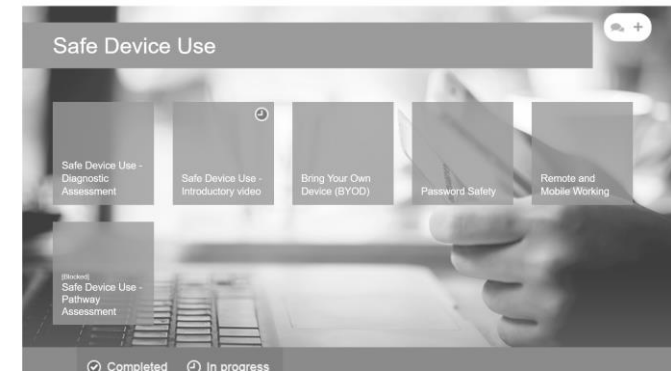 Safe Device Use
Safe Device Use -
Diagnostic
Assessment
Safe Device Use -
Introductory video
Bring Your Own
Device (BYOD)
Password Safety
Remote and
Mobile Working
[Blocked]
Safe Device Use -
Pathway
Assessment
Completed
In progress